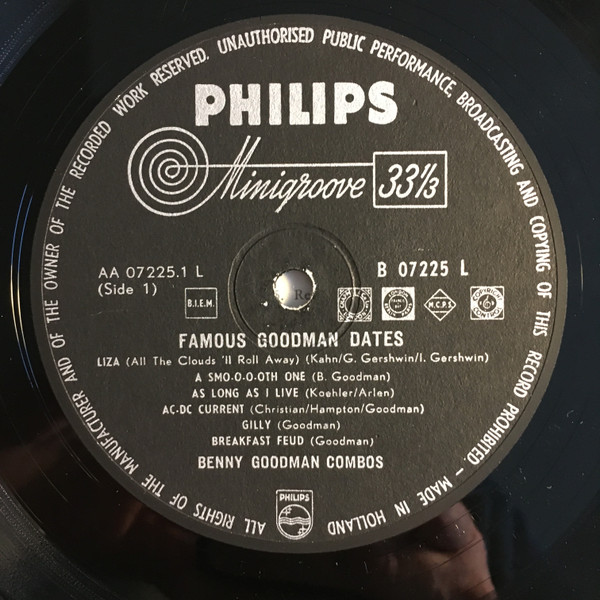 ALL RIGHTS OF THE MANUFACTURER AND OF THE OWNER OF THE RECORDED WORK RESERVED. UNAUTHORISED PUBLIC PERFORMANCE, BROADCASTING AND COPYING OF THIS RECORD PROHIBITED – MADE IN HOLLAND
PHILIPS
Minigroove 33⅓
AA 07225.1 L
(Side 1)
B 07225 L
B.I.E.M.
M.C.P.S.
FAMOUS GOODMAN DATES
LIZA (All The Clouds 'll Roll Away) (Kahn/G. Gershwin/I. Gershwin)
A SMO-O-O-OTH ONE (B. Goodman)
AS LONG AS I LIVE (Koehler/Arlen)
AC-DC CURRENT (Christian/Hampton/Goodman)
GILLY (Goodman)
BREAKFAST FEUD (Goodman)
BENNY GOODMAN COMBOS
PHILIPS